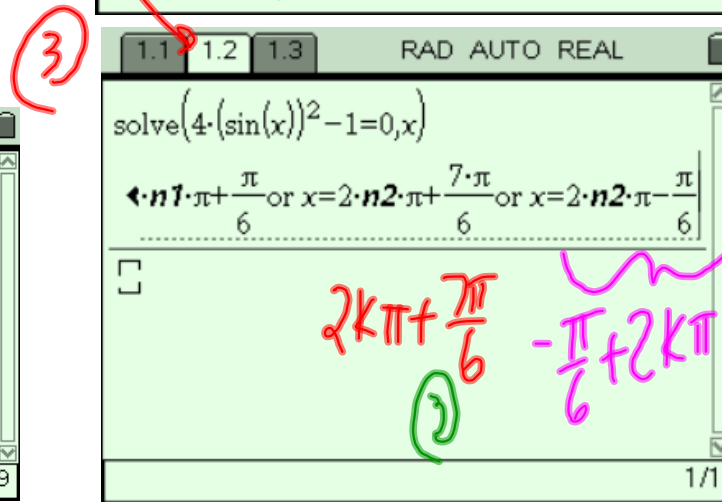 ③
1.1 1.2 1.3 RAD AUTO REAL
solve(4·(sin(x))²−1=0,x)
◂·n1·π+π/6 or x=2·n2·π+7·π/6 or x=2·n2·π−π/6
2kπ+7π/6
-π/6+2kπ
1/1
9